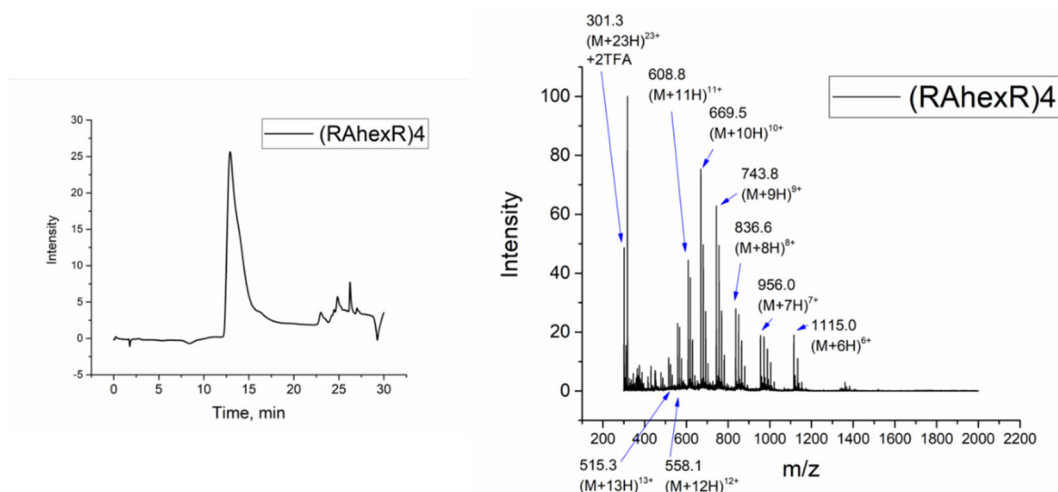 (RAhexR)4
30
25
20
15
10
5
0
-5
Intensity
0 5 10 15 20 25 30
Time, min
301.3
(M+23H)²³⁺
+2TFA
608.8
(M+11H)¹¹⁺
669.5
(M+10H)¹⁰⁺
743.8
(M+9H)⁹⁺
836.6
(M+8H)⁸⁺
956.0
(M+7H)⁷⁺
1115.0
(M+6H)⁶⁺
(RAhexR)4
100
80
60
40
20
0
Intensity
200 400 600 800 1000 1200 1400 1600 1800 2000 2200
m/z
515.3
(M+13H)¹³⁺
558.1
(M+12H)¹²⁺